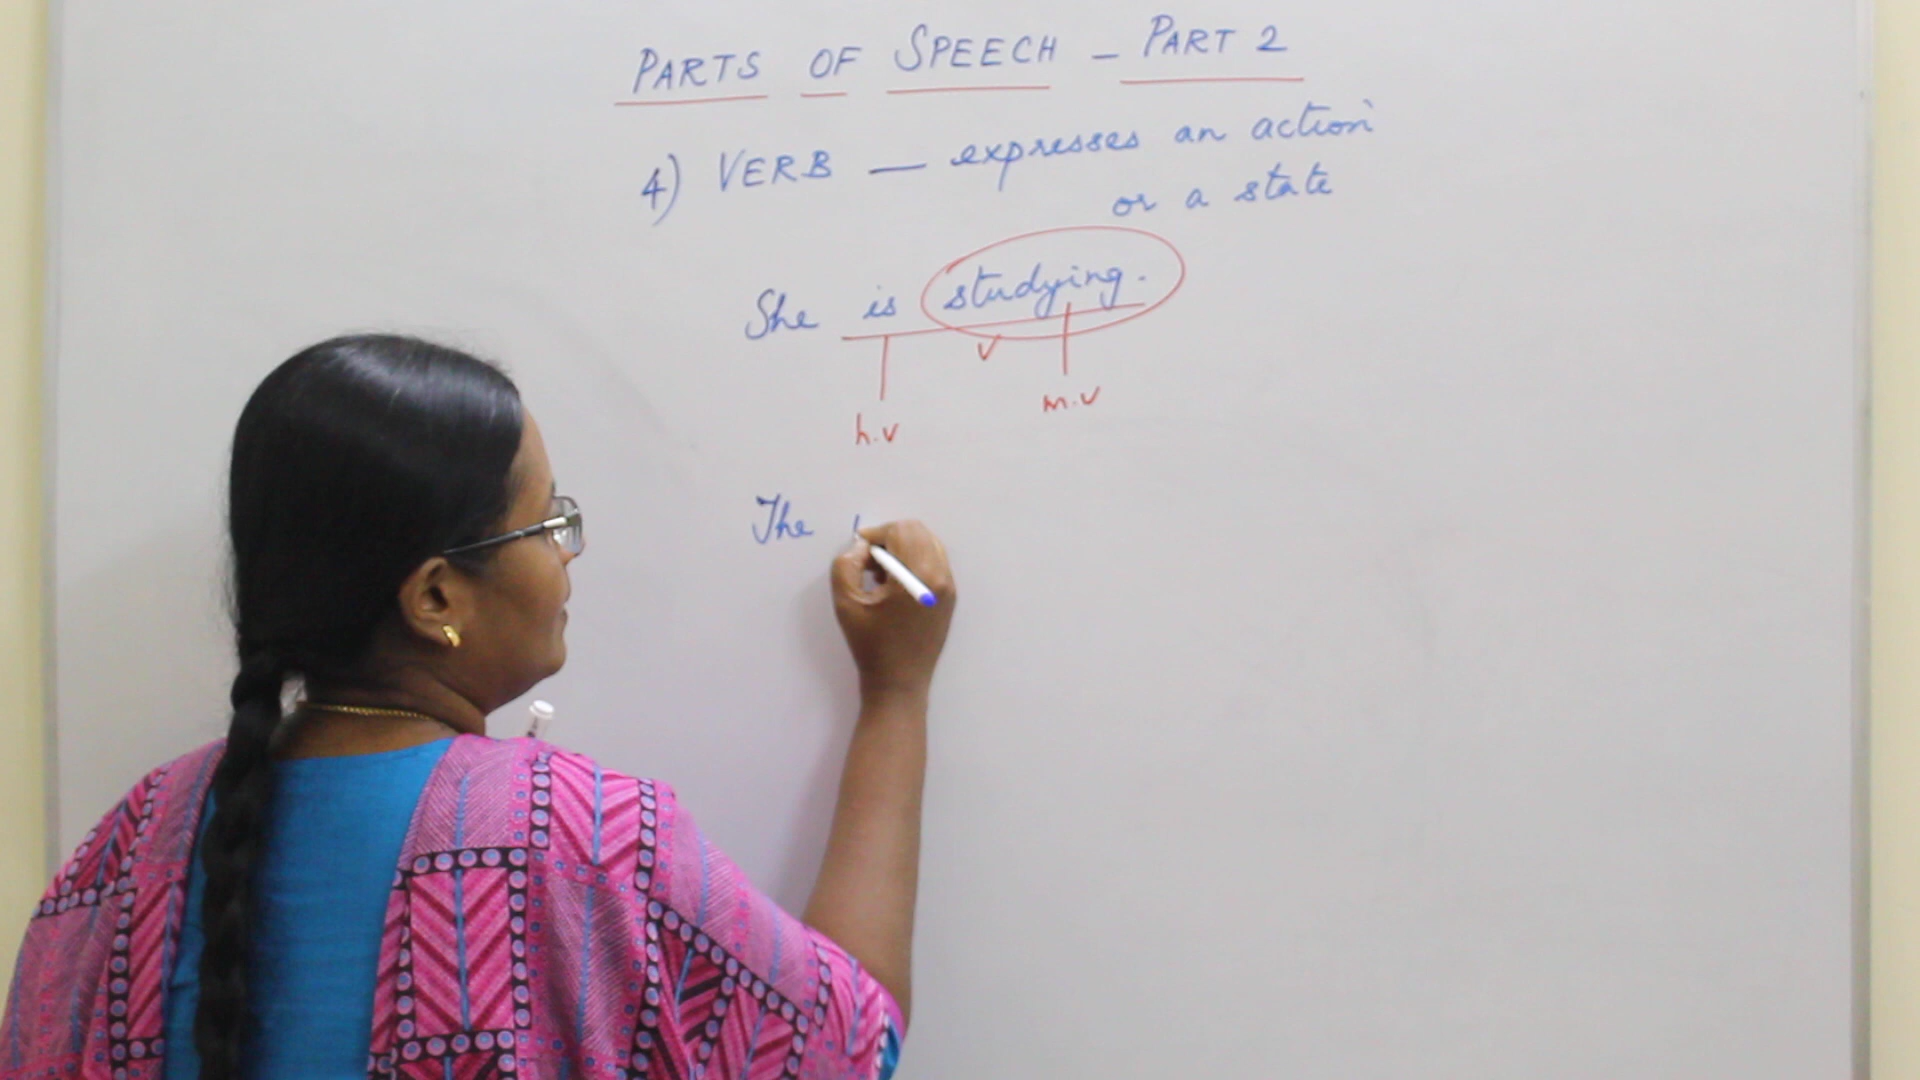 PARTS OF SPEECH - PART 2
4) VERB — expresses an action
or a state
She is studying.
v
h.v m.v
The